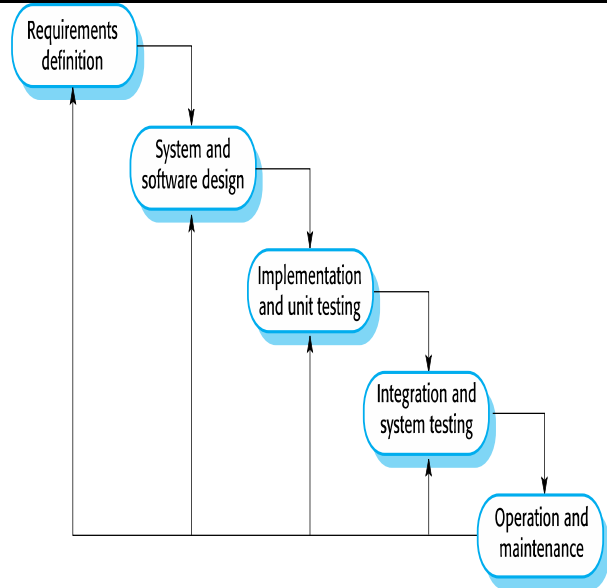 Requirements
definition
System and
software design
Implementation
and unit testing
Integration and
system testing
Operation and
maintenance